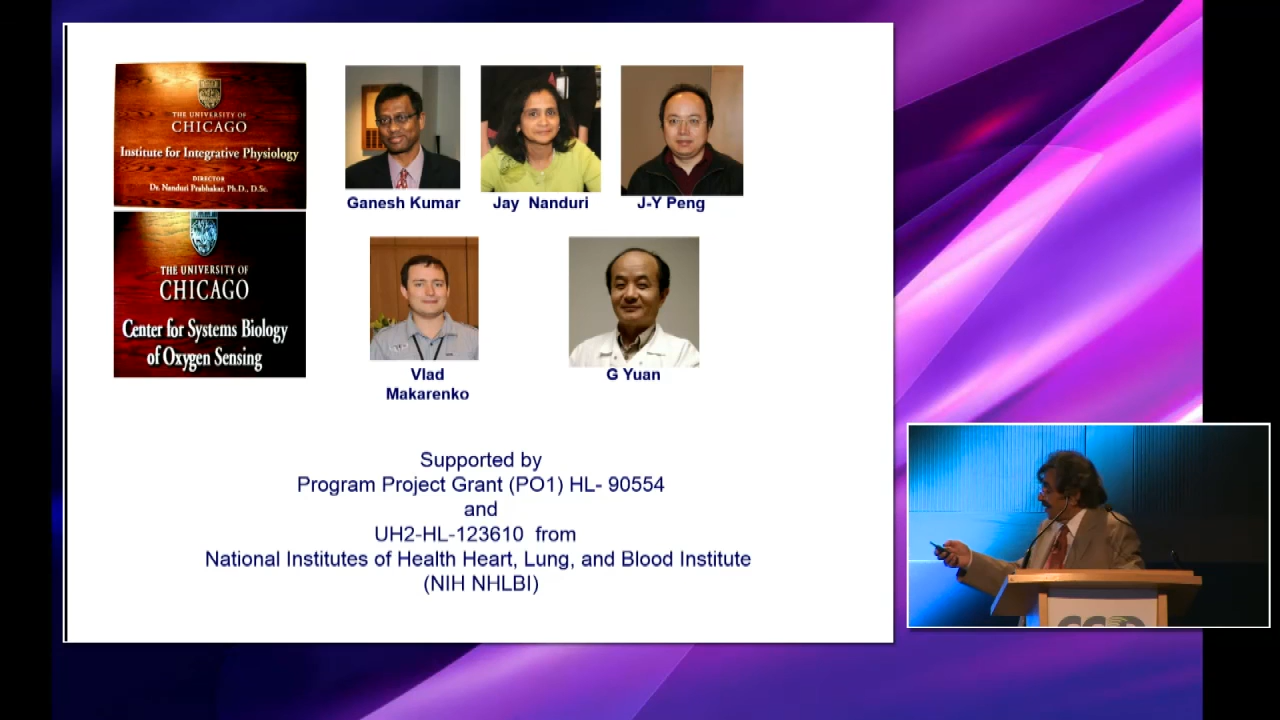 THE UNIVERSITY OF
CHICAGO
Institute for Integrative Physiology
DIRECTOR
Dr. Nanduri Prabhakar, Ph.D., D.Sc.
THE UNIVERSITY OF
CHICAGO
Center for Systems Biology
of Oxygen Sensing
Ganesh Kumar
Jay Nanduri
J-Y Peng
Vlad
Makarenko
G Yuan
Supported by
Program Project Grant (PO1) HL- 90554
and
UH2-HL-123610 from
National Institutes of Health Heart, Lung, and Blood Institute
(NIH NHLBI)